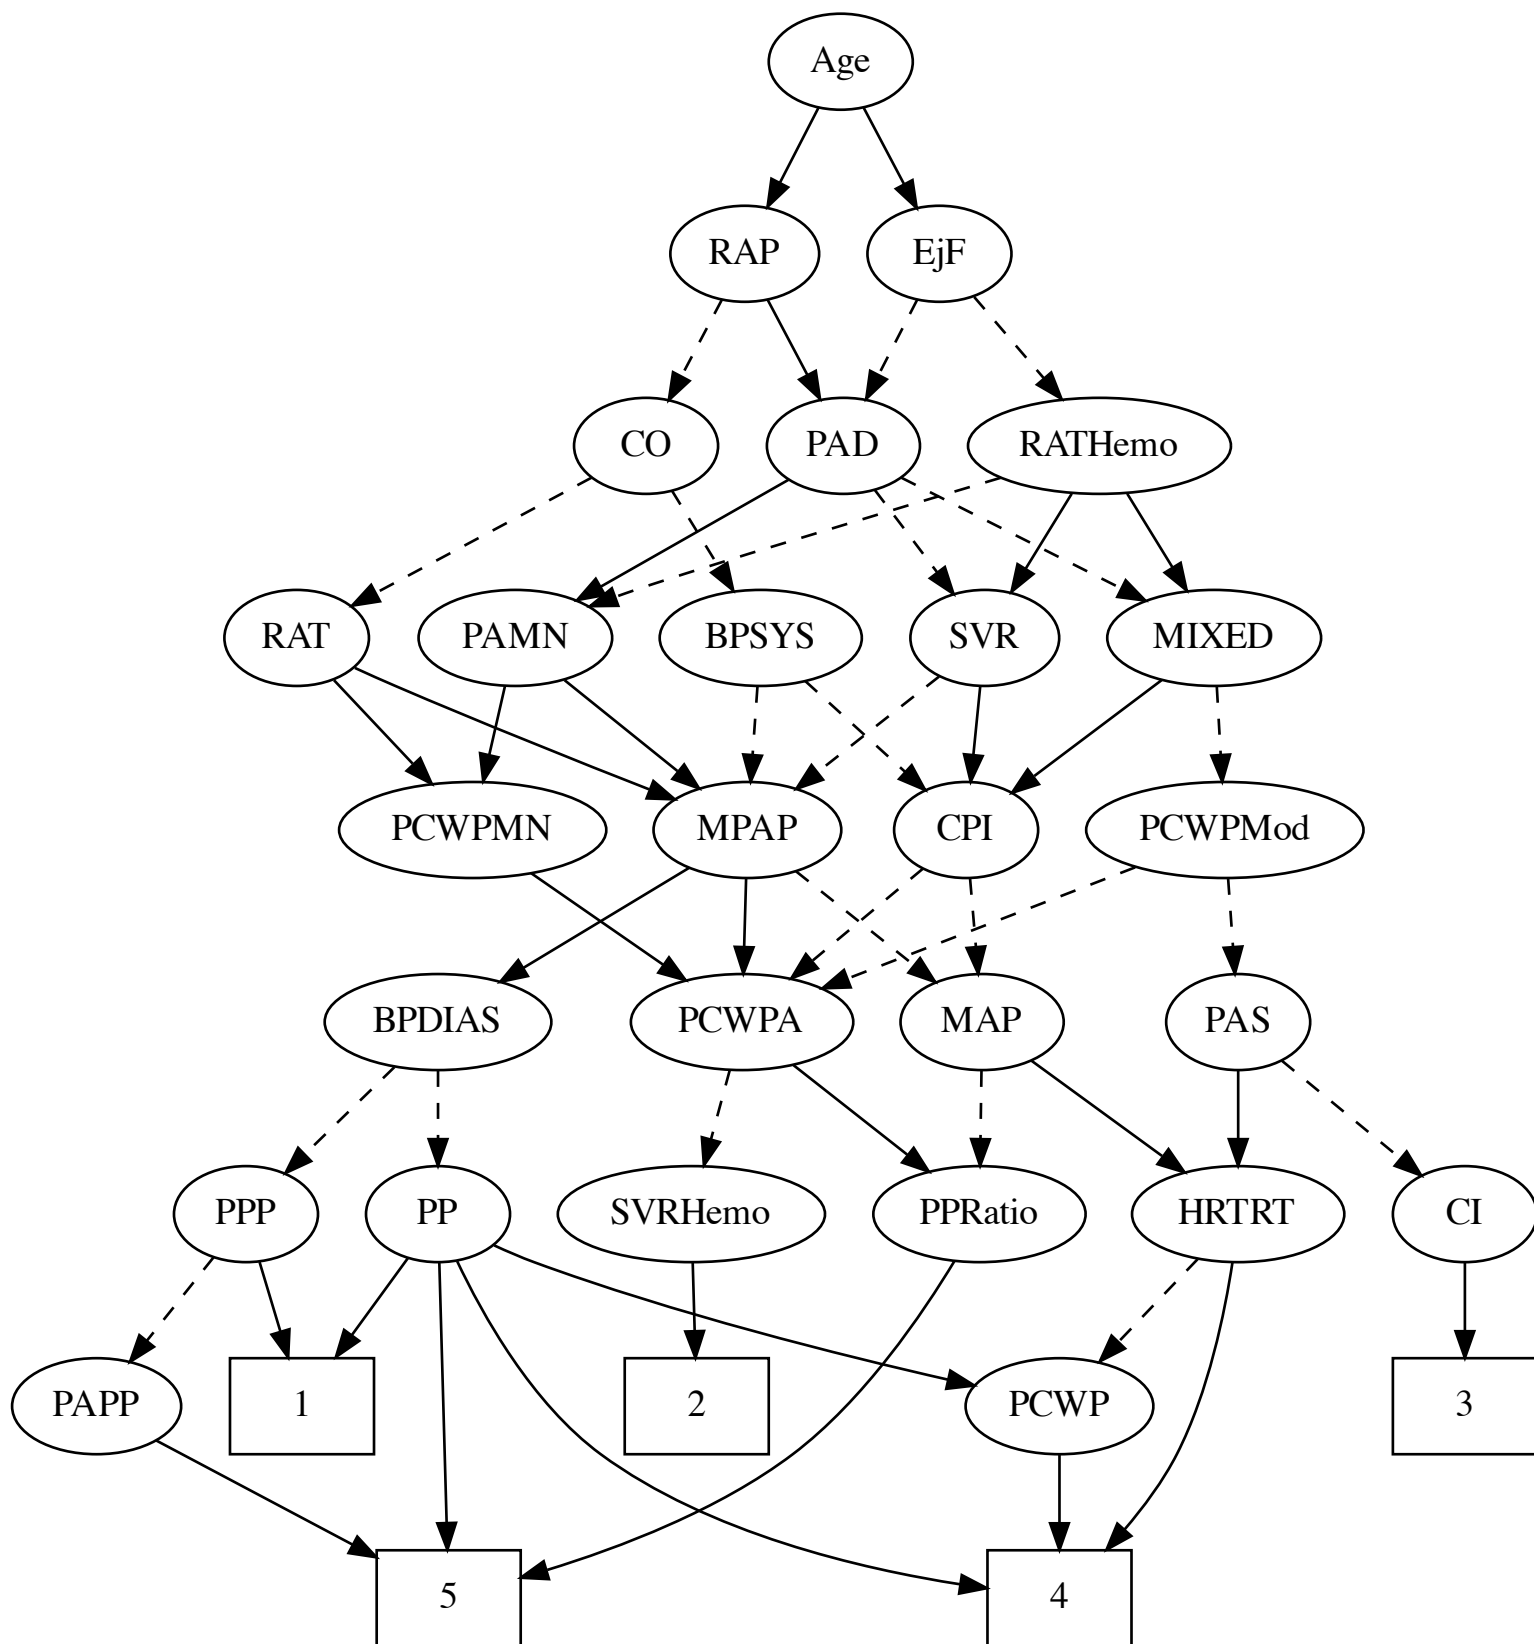 Age
RAP EjF
CO PAD RATHemo
RAT PAMN BPSYS SVR MIXED
PCWPMN MPAP CPI PCWPMod
BPDIAS PCWPA MAP PAS
PPP PP SVRHemo PPRatio HRTRT CI
PAPP 1 2 PCWP 3
5 4